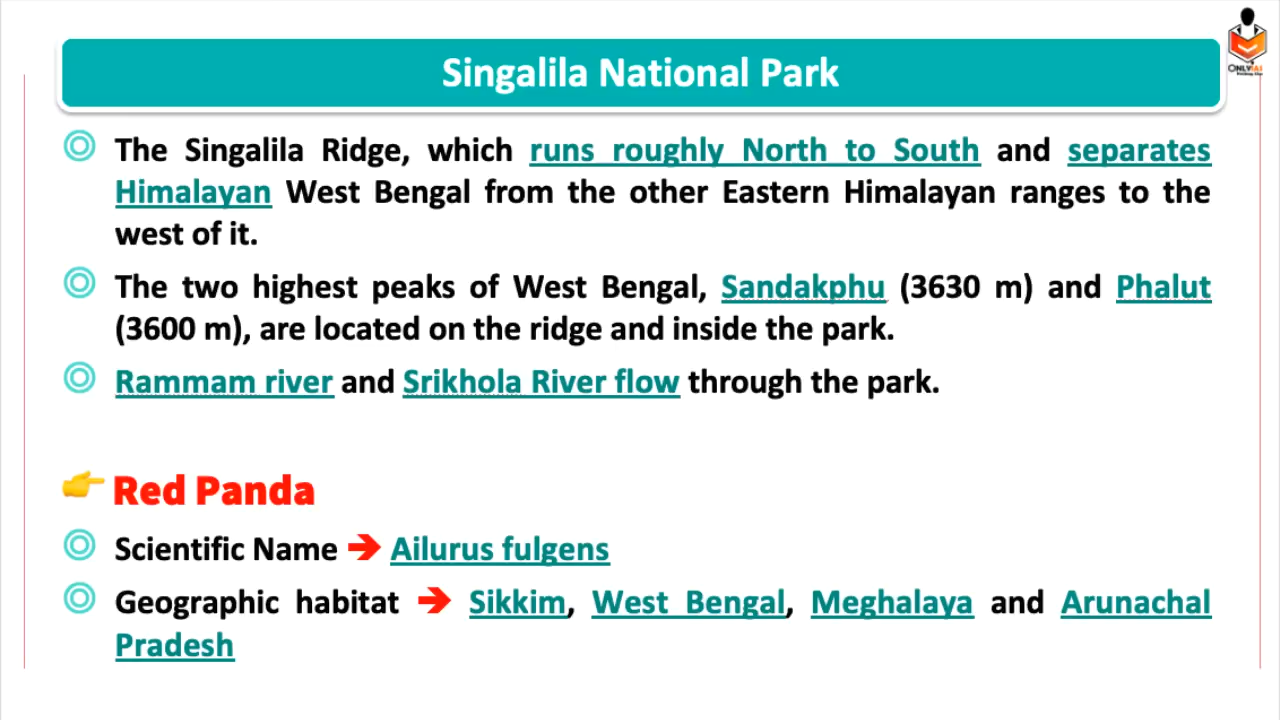 Singalila National Park
The Singalila Ridge, which runs roughly North to South and separates
Himalayan West Bengal from the other Eastern Himalayan ranges to the
west of it.
The two highest peaks of West Bengal, Sandakphu (3630 m) and Phalut
(3600 m), are located on the ridge and inside the park.
Rammam river and Srikhola River flow through the park.
Red Panda
Scientific Name ➔ Ailurus fulgens
Geographic habitat ➔ Sikkim, West Bengal, Meghalaya and Arunachal
Pradesh